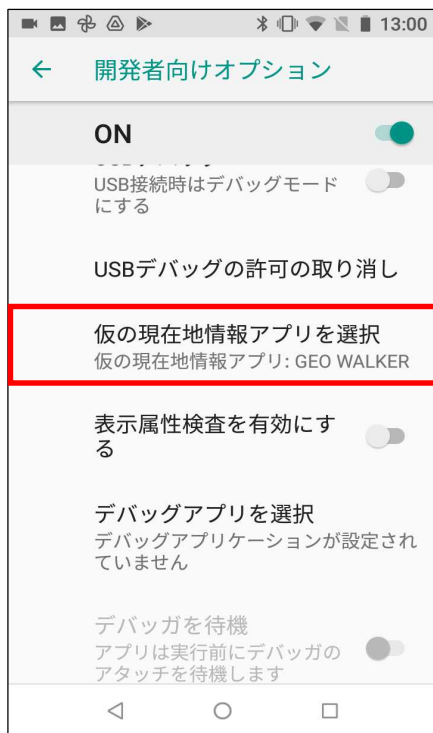 13:00
開発者向けオプション
ON
USB接続時はデバッグモード
にする
USBデバッグの許可の取り消し
仮の現在地情報アプリを選択
仮の現在地情報アプリ: GEO WALKER
表示属性検査を有効にす
る
デバッグアプリを選択
デバッグアプリケーションが設定され
ていません
デバッガを待機
アプリは実行前にデバッガの
アタッチを待機します